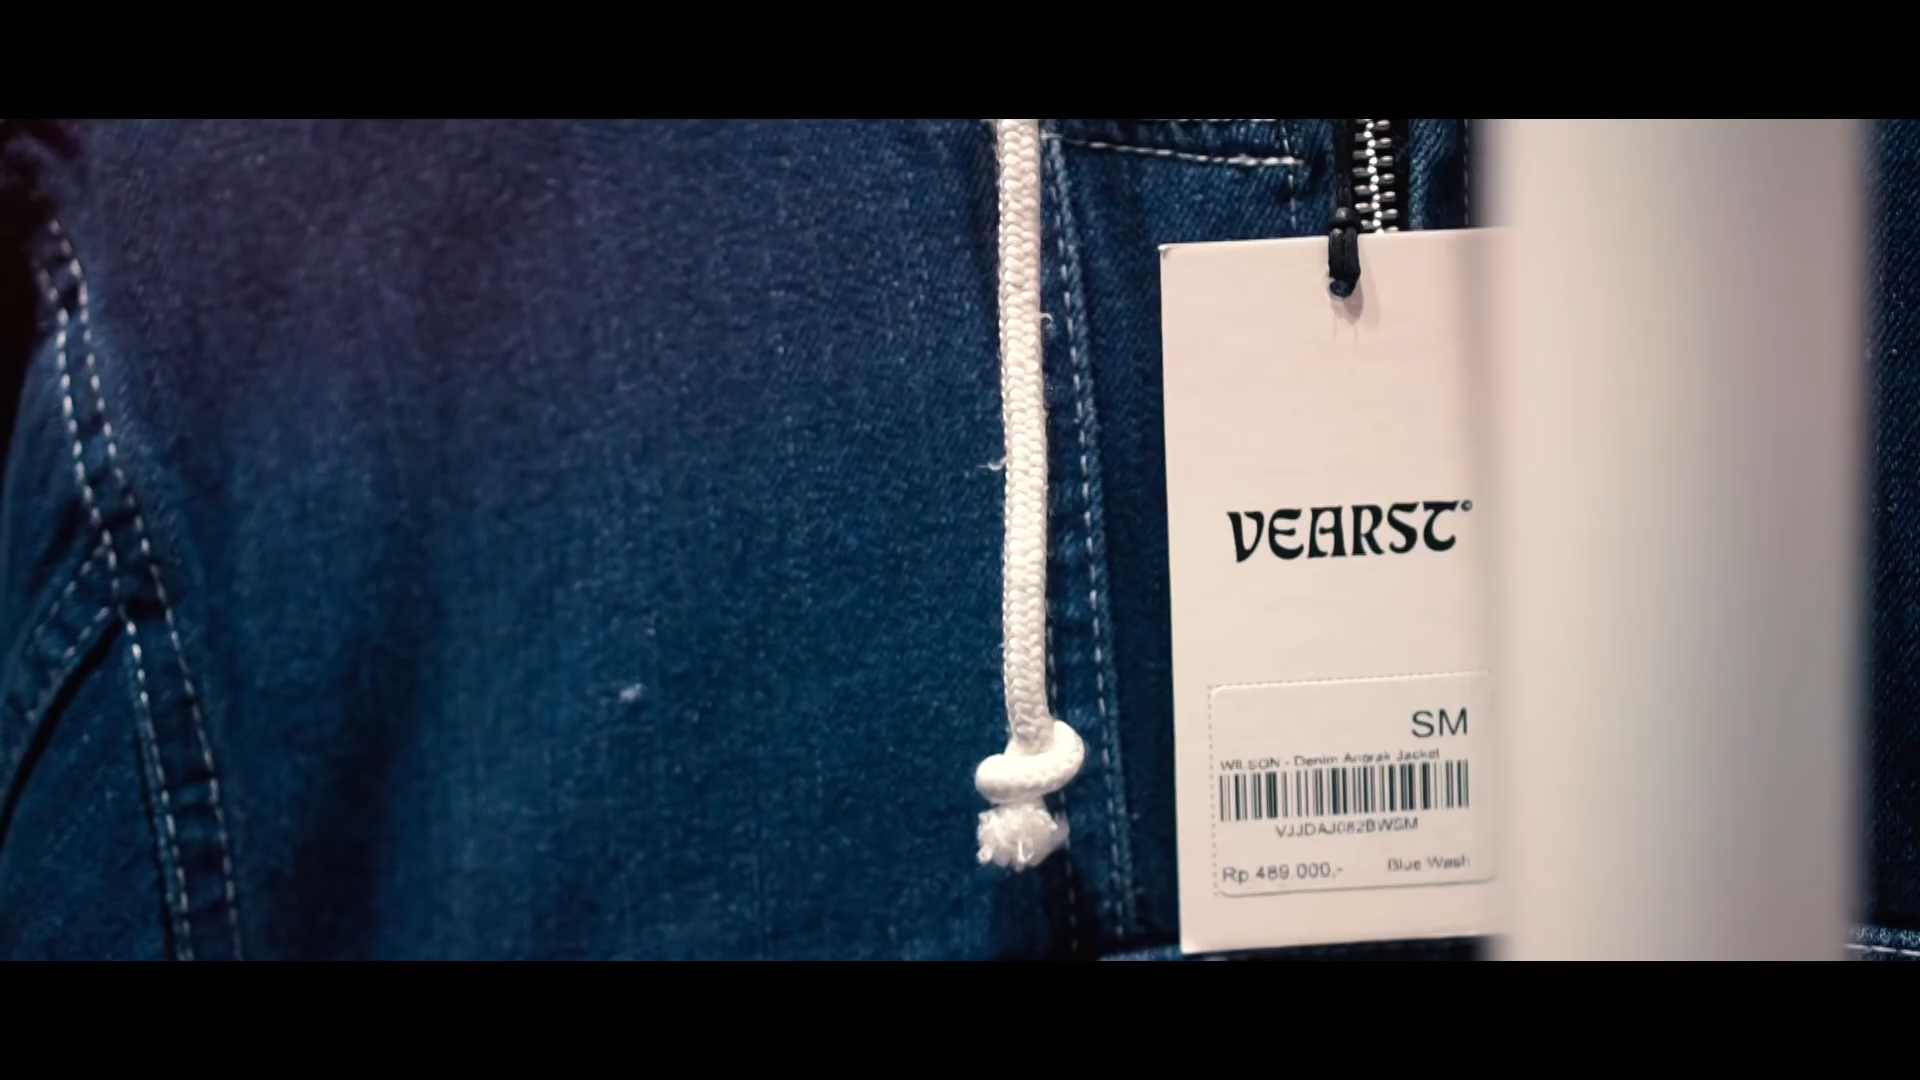 VEARST©
SM
WILSON - Denim Anorak Jacket
VJJDAJ082BWSM
Rp.489.000,-
Blue Wash